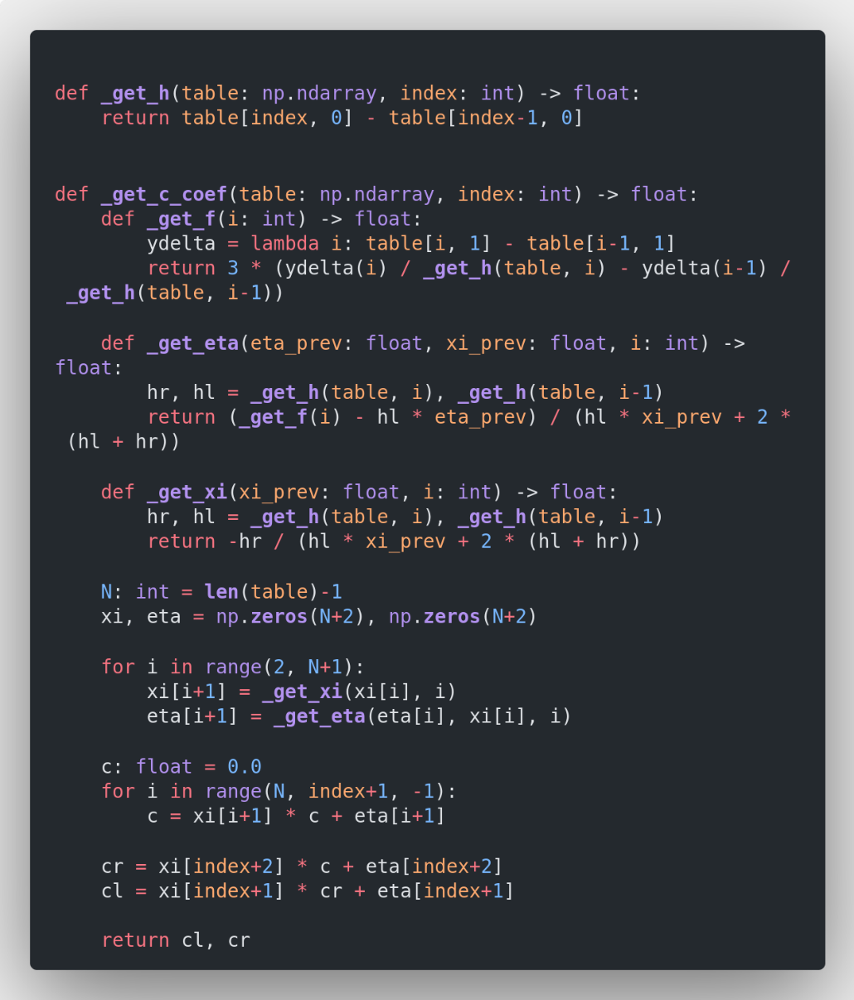 def _get_h(table: np.ndarray, index: int) -> float:
    return table[index, 0] - table[index-1, 0]


def _get_c_coef(table: np.ndarray, index: int) -> float:
    def _get_f(i: int) -> float:
        ydelta = lambda i: table[i, 1] - table[i-1, 1]
        return 3 * (ydelta(i) / _get_h(table, i) - ydelta(i-1) /
 _get_h(table, i-1))

    def _get_eta(eta_prev: float, xi_prev: float, i: int) ->
float:
        hr, hl = _get_h(table, i), _get_h(table, i-1)
        return (_get_f(i) - hl * eta_prev) / (hl * xi_prev + 2 *
 (hl + hr))

    def _get_xi(xi_prev: float, i: int) -> float:
        hr, hl = _get_h(table, i), _get_h(table, i-1)
        return -hr / (hl * xi_prev + 2 * (hl + hr))

    N: int = len(table)-1
    xi, eta = np.zeros(N+2), np.zeros(N+2)

    for i in range(2, N+1):
        xi[i+1] = _get_xi(xi[i], i)
        eta[i+1] = _get_eta(eta[i], xi[i], i)

    c: float = 0.0
    for i in range(N, index+1, -1):
        c = xi[i+1] * c + eta[i+1]

    cr = xi[index+2] * c + eta[index+2]
    cl = xi[index+1] * cr + eta[index+1]

    return cl, cr